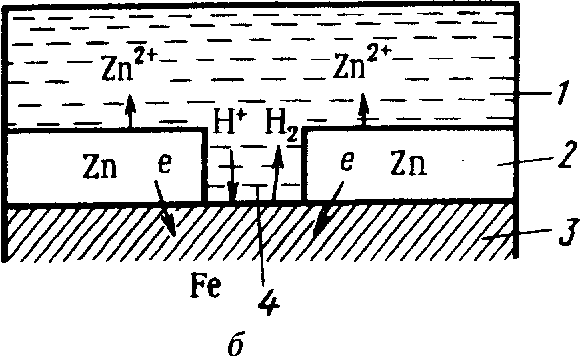 Zn²⁺ Zn²⁺ 1
H⁺ H₂
Zn e e Zn 2
3
Fe 4
б